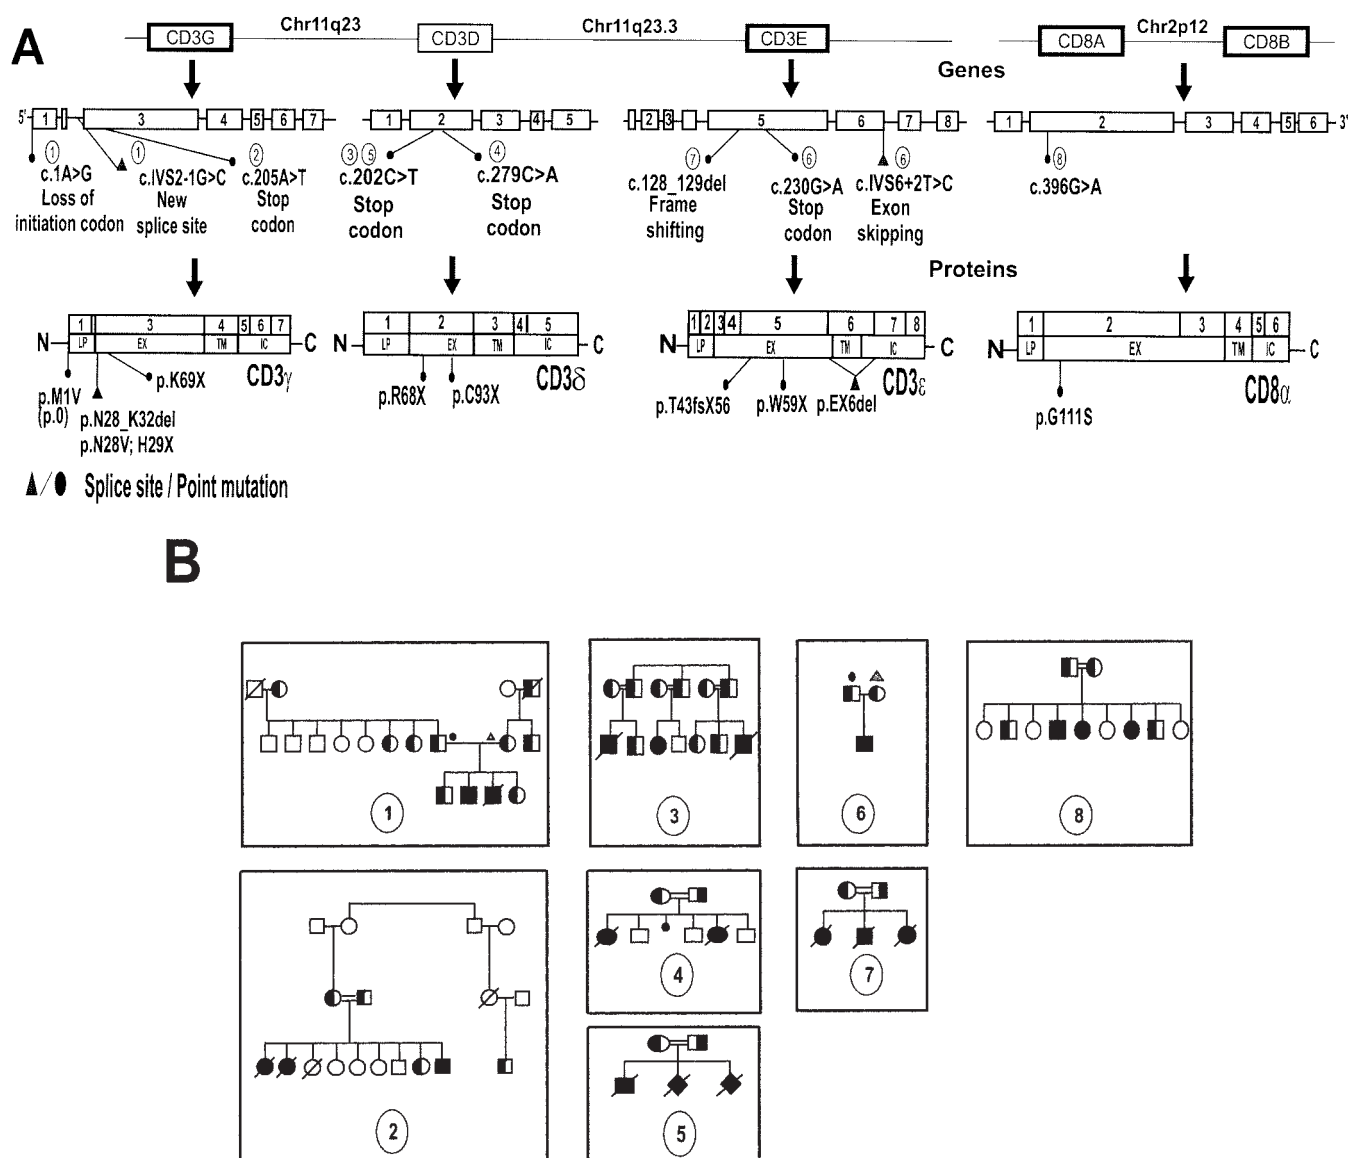 A
Chr11q23 Chr11q23.3 Chr2p12
CD3G CD3D CD3E CD8A CD8B
Genes
5' 1 3 4 5 6 7 1 2 3 4 5 2 3 5 6 7 8 1 2 3 4 5 6 3'
1 1 2 3 5 4 7 6 6 8
c.1A>G
Loss of
initiation codon
c.IVS2-1G>C
New
splice site
c.205A>T
Stop
codon
c.202C>T
Stop
codon
c.279C>A
Stop
codon
c.128_129del
Frame
shifting
c.230G>A
Stop
codon
c.IVS6+2T>C
Exon
skipping
c.396G>A
Proteins
1 3 4 5 6 7
N LP EX TM IC C
CD3γ
p.M1V
(p.0)
p.N28_K32del
p.N28V; H29X
p.K69X
1 2 3 4 5
N LP EX TM IC C
CD3δ
p.R68X
p.C93X
1 2 3 4 5 6 7 8
N LP EX TM IC C
CD3ε
p.T43fsX56
p.W59X
p.EX6del
1 2 3 4 5 6
N LP EX TM IC C
CD8α
p.G111S
/ Splice site / Point mutation
B
1
3
6
8
2
4
7
5